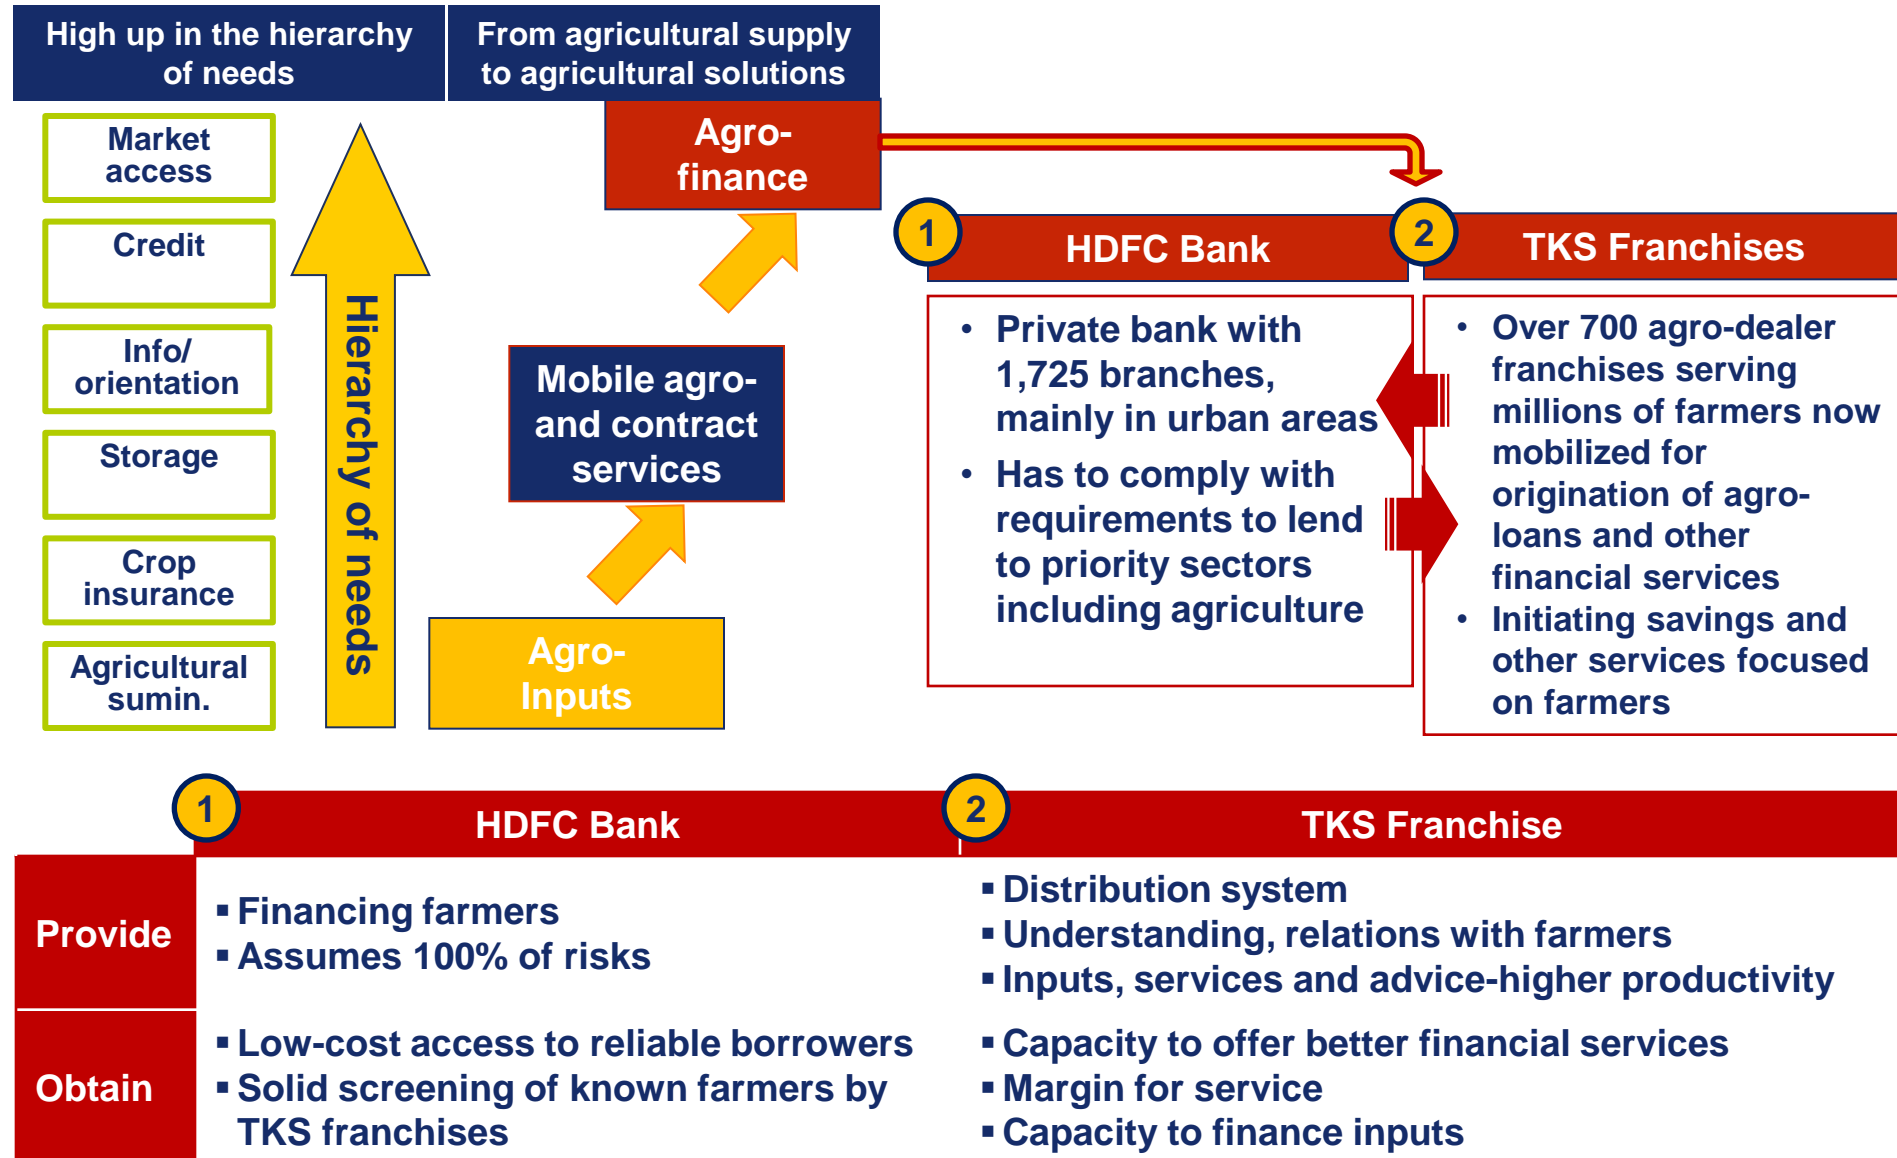 High up in the hierarchy
of needs
From agricultural supply
to agricultural solutions
Market
access
Credit
Info/
orientation
Storage
Crop
insurance
Agricultural
sumin.
Hierarchy of needs
Agro-
finance
Mobile agro-
and contract
services
Agro-
Inputs
1
HDFC Bank
• Private bank with
1,725 branches,
mainly in urban areas
• Has to comply with
requirements to lend
to priority sectors
including agriculture
2
TKS Franchises
• Over 700 agro-dealer
franchises serving
millions of farmers now
mobilized for
origination of agro-
loans and other
financial services
• Initiating savings and
other services focused
on farmers
1
HDFC Bank
2
TKS Franchise
Provide
▪ Financing farmers
▪ Assumes 100% of risks
▪ Distribution system
▪ Understanding, relations with farmers
▪ Inputs, services and advice-higher productivity
Obtain
▪ Low-cost access to reliable borrowers
▪ Solid screening of known farmers by
TKS franchises
▪ Capacity to offer better financial services
▪ Margin for service
▪ Capacity to finance inputs